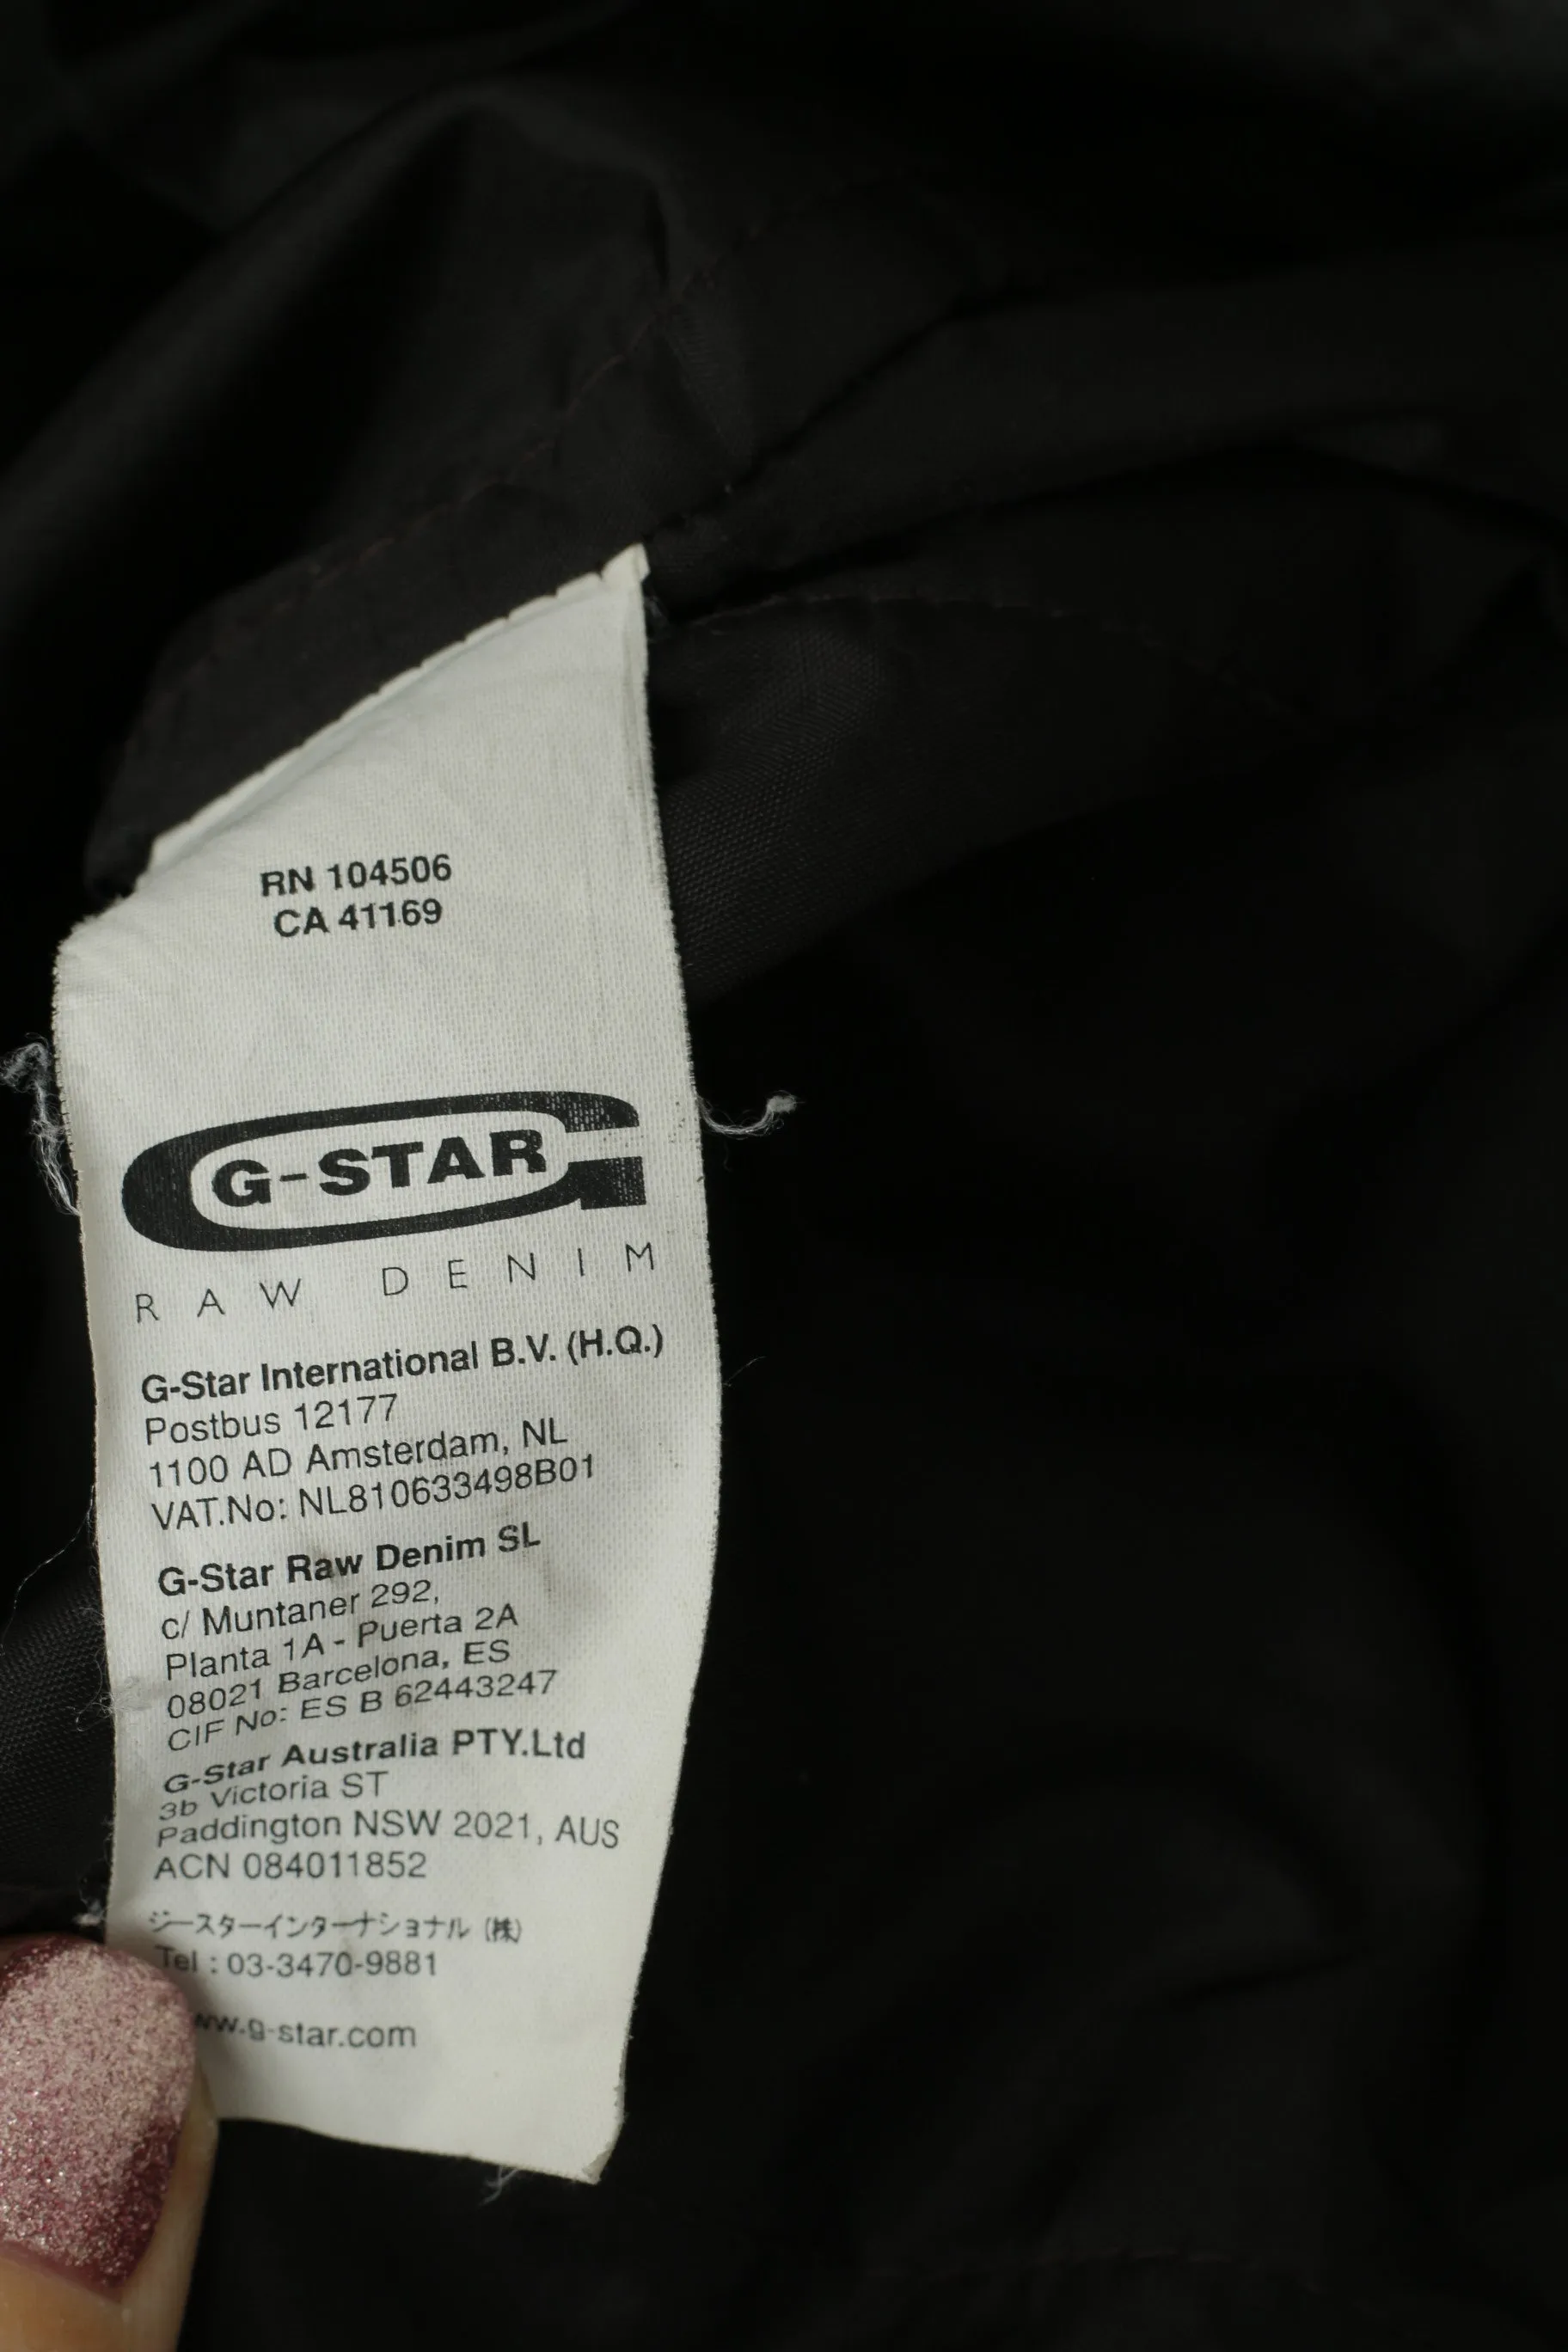 RN 104506
CA 41169
G-STAR
RAW DENIM
G-Star International B.V. (H.Q.)
Postbus 12177
1100 AD Amsterdam, NL
VAT.No: NL810633498B01
G-Star Raw Denim SL
c/ Muntaner 292,
Planta 1A - Puerta 2A
08021 Barcelona, ES
CIF No: ES B 62443247
G-Star Australia PTY.Ltd
3b Victoria ST
Paddington NSW 2021, AUS
ACN 084011852
ジースターインターナショナル (株)
Tel : 03-3470-9881
ww.g-star.com